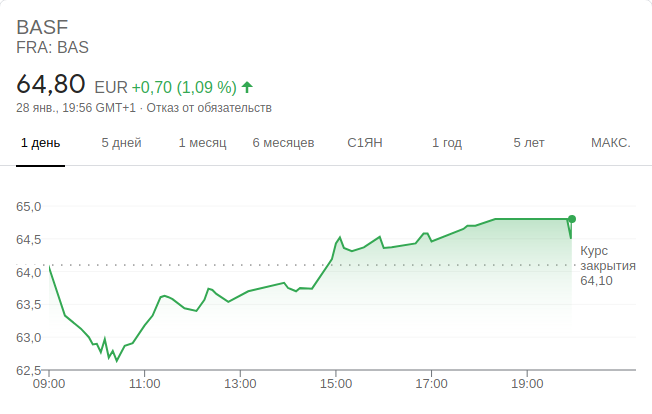 BASF
FRA: BAS
64,80 EUR +0,70 (1,09 %)
28 янв., 19:56 GMT+1 · Отказ от обязательств
1 день 5 дней 1 месяц 6 месяцев С1ЯН 1 год 5 лет МАКС.
65,0
64,5
64,0
63,5
63,0
62,5
Курс
закрытия
64,10
09:00 11:00 13:00 15:00 17:00 19:00